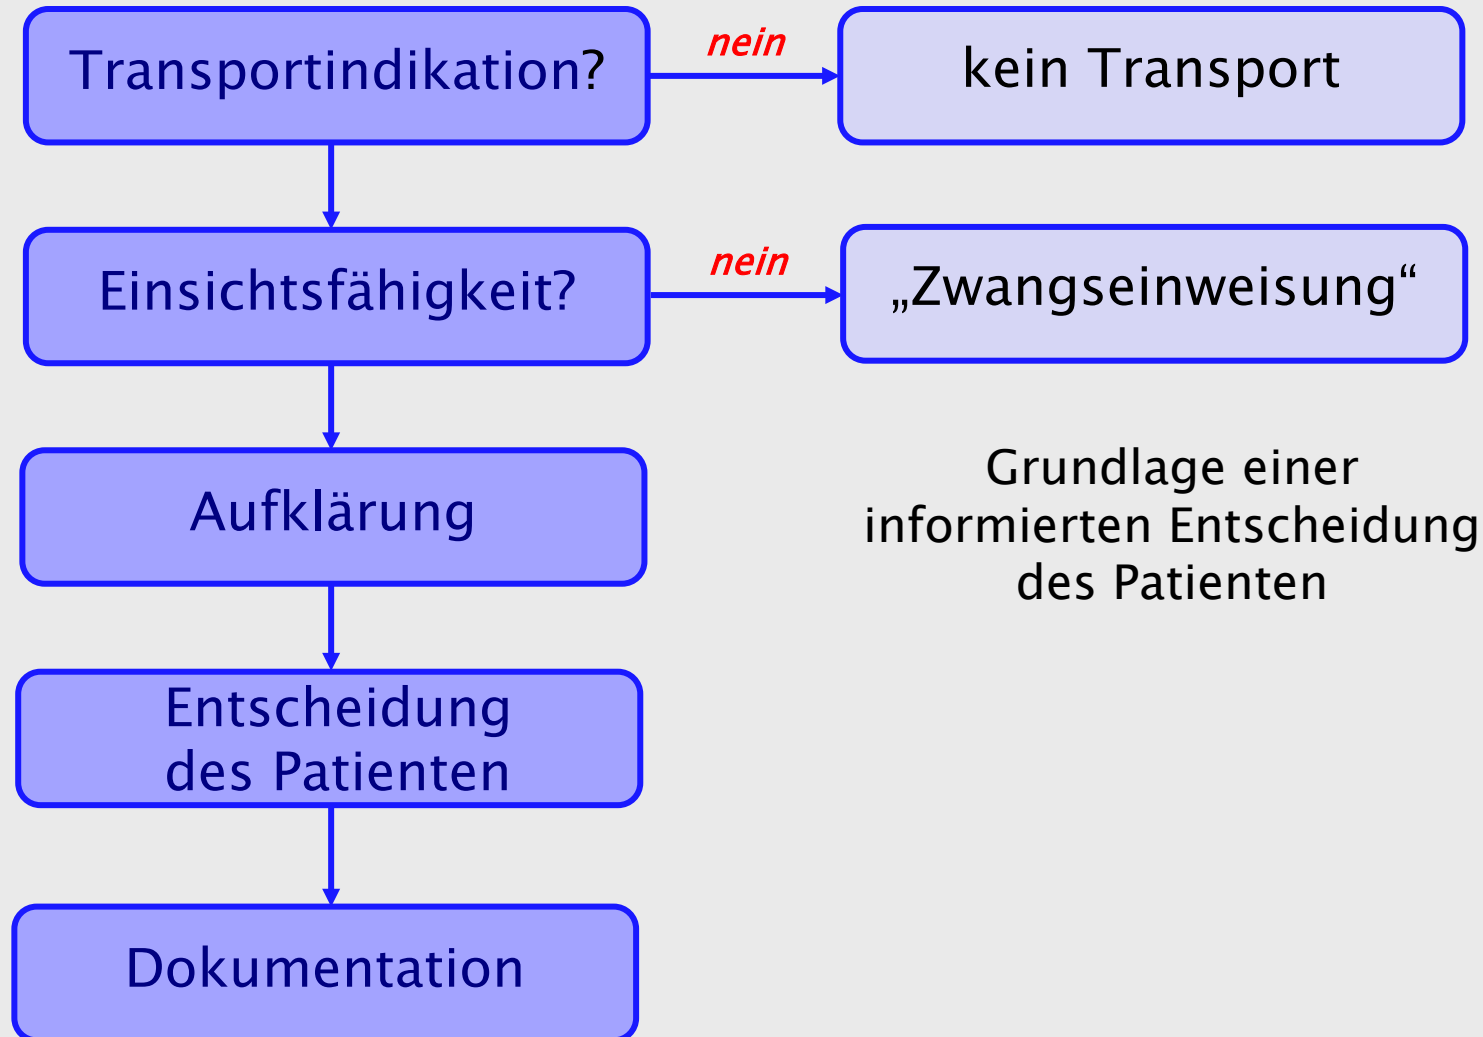 Transportindikation?
nein
kein Transport
Einsichtsfähigkeit?
nein
„Zwangseinweisung“
Aufklärung
Grundlage einer
informierten Entscheidung
des Patienten
Entscheidung
des Patienten
Dokumentation